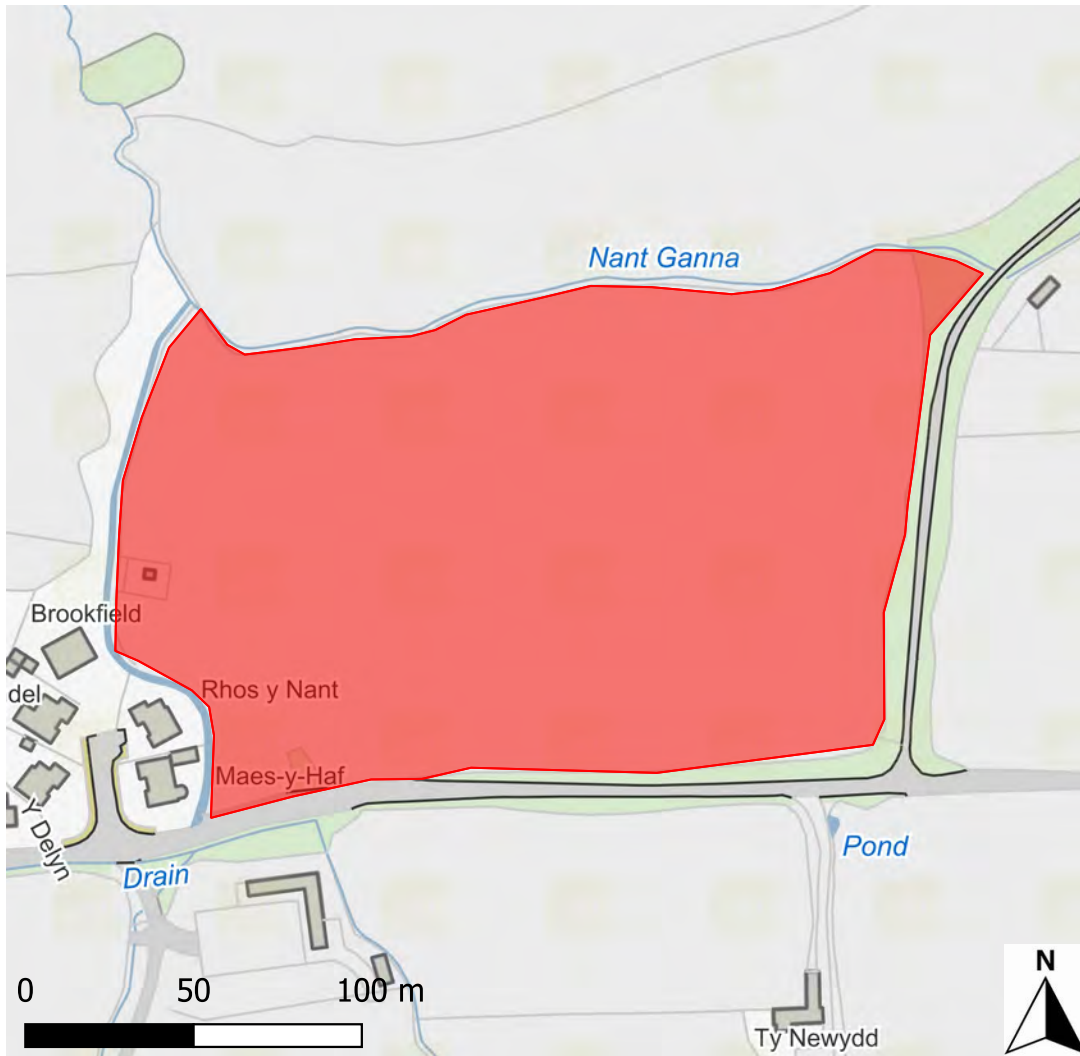 Nant Ganna
Brookfield
del
Rhos y Nant
Maes-y-Haf
Y Delyn
Drain
Pond
Ty Newydd
0 50 100 m
N